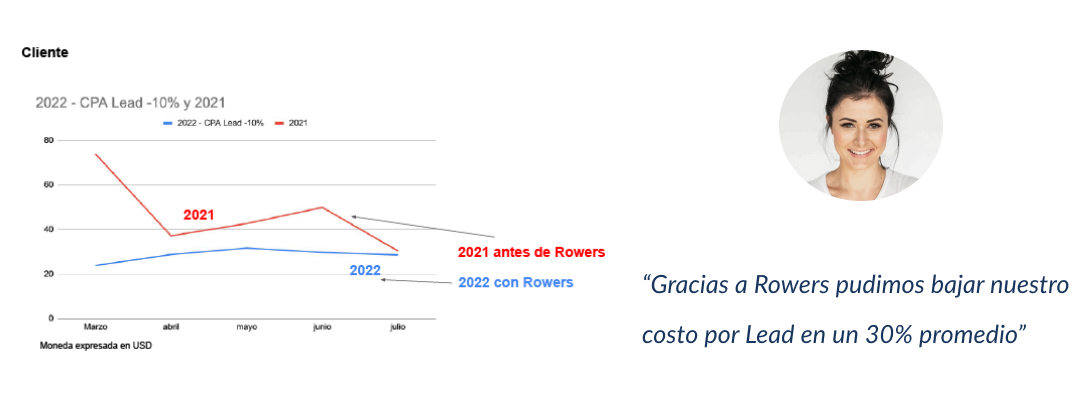 Cliente
2022 - CPA Lead -10% y 2021
2022 - CPA Lead -10% 2021
80
60
40
20
0
2021
2022
Marzo abril mayo junio julio
Moneda expresada en USD
2021 antes de Rowers
2022 con Rowers
“Gracias a Rowers pudimos bajar nuestro
costo por Lead en un 30% promedio”